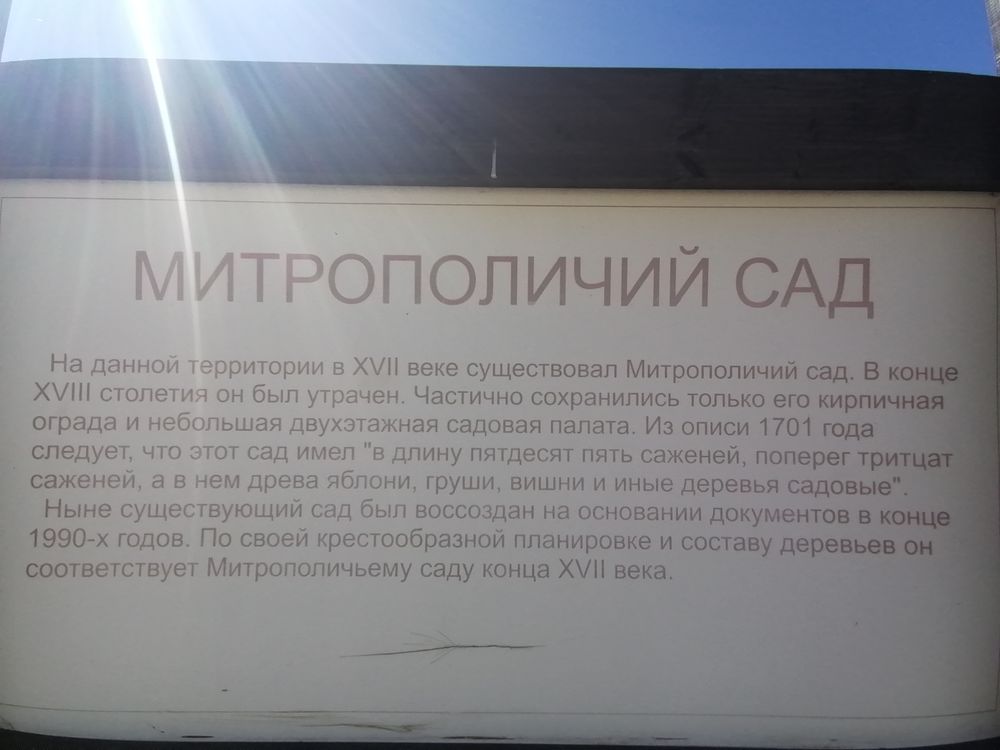 МИТРОПОЛИЧИЙ САД
На данной территории в XVII веке существовал Митрополичий сад. В конце
XVIII столетия он был утрачен. Частично сохранились только его кирпичная
ограда и небольшая двухэтажная садовая палата. Из описи 1701 года
следует, что этот сад имел "в длину пятдесят пять саженей, поперег тритцат
саженей, а в нем древа яблони, груши, вишни и иные деревья садовые".
Ныне существующий сад был воссоздан на основании документов в конце
1990-х годов. По своей крестообразной планировке и составу деревьев он
соответствует Митрополичьему саду конца XVII века.